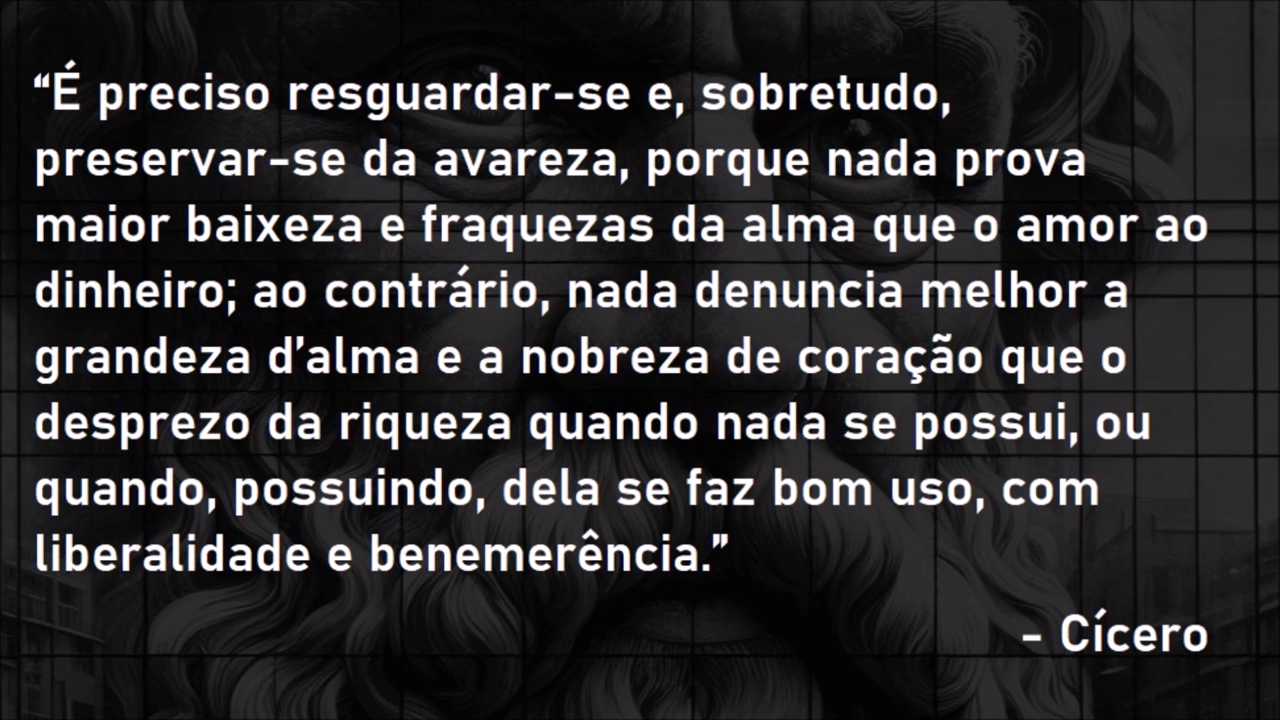 “É preciso resguardar-se e, sobretudo,
preservar-se da avareza, porque nada prova
maior baixeza e fraquezas da alma que o amor ao
dinheiro; ao contrário, nada denuncia melhor a
grandeza d’alma e a nobreza de coração que o
desprezo da riqueza quando nada se possui, ou
quando, possuindo, dela se faz bom uso, com
liberalidade e benemerência.”
- Cícero